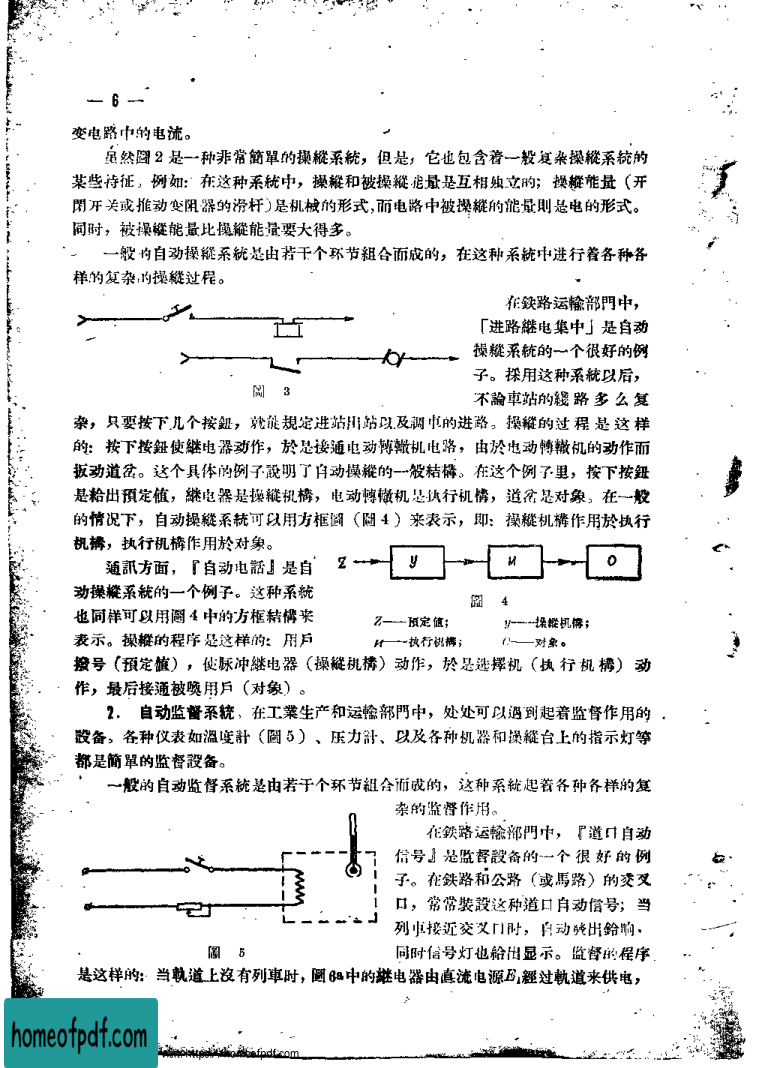 — 6 —
变电路中的电流。
虽然圖2是一种非常簡單的操縱系統，但是，它也包含着一般复杂操縱系統的
某些特征。例如：在这种系統中，操縱和被操縱能量是互相独立的；操縱能量（开
閉开关或推动变阻器的滑杆）是机械的形式，而电路中被操縱的能量則是电的形式。
同时，被操縱能量比操縱能量要大得多。
一般的自动操縱系統是由若干个环节組合而成的，在这种系統中进行着各种各
样的复杂的操縱过程。
在鉄路运輸部門中，
「进路継电集中」是自动
操縱系統的一个很好的例
子。採用这种系統以后，
圖 3
不論車站的綫路多么复
杂，只要按下几个按鈕，就能規定进站出站以及調車的进路。操縱的过程是这样
的：按下按鈕使継电器动作，於是接通电动轉轍机电路，由於电动轉轍机的动作而
扳动道岔。这个具体的例子說明了自动操縱的一般結構。在这个例子里，按下按鈕
是給出預定値，継电器是操縱机構，电动轉轍机是执行机構，道岔是对象。在一般
的情况下，自动操縱系統可以用方框圖（圖4）来表示，即：操縱机構作用於执行
机構，执行机構作用於对象。
通訊方面，『自动电話』是自
动操縱系統的一个例子。这种系統
也同样可以用圖4中的方框結構来
表示。操縱的程序是这样的：用戶
Z y и O
圖 4
Z——預定値； y——操縱机構；
и——执行机構； O——对象。
撥号（預定値），使脉冲継电器（操縱机構）动作，於是选擇机（执行机構）动
作，最后接通被喚用戶（对象）。
2. 自动监督系統，在工業生产和运輸部門中，处处可以遇到起着监督作用的
設备。各种仪表如溫度計（圖5）、压力計、以及各种机器和操縱台上的指示灯等
都是簡單的监督設备。
一般的自动监督系統是由若干个环节組合而成的，这种系統起着各种各样的复
杂的监督作用。
在鉄路运輸部門中，『道口自动
信号』是监督設备的一个很好的例
子。在鉄路和公路（或馬路）的交叉
口，常常裝設这种道口自动信号；当
列車接近交叉口时，自动發出鈴响，
圖 5
同时信号灯也給出显示。监督的程序
是这样的：当軌道上沒有列車时，圖6a中的継电器由直流电源E₁經过軌道来供电，
homeofpdf.com